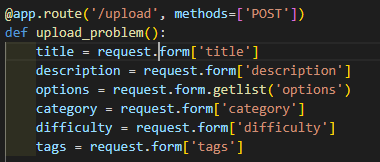 @app.route('/upload', methods=['POST'])
def upload_problem():
    title = request.form['title']
    description = request.form['description']
    options = request.form.getlist('options')
    category = request.form['category']
    difficulty = request.form['difficulty']
    tags = request.form['tags']